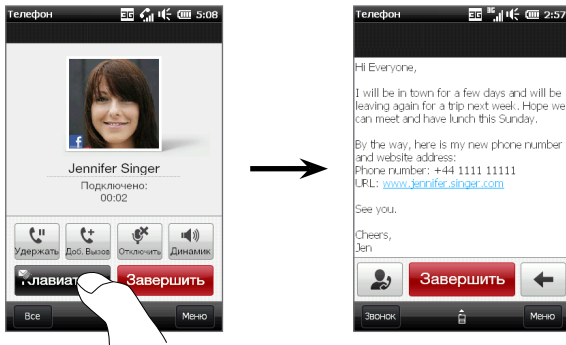 Телефон 3G 5:08
Jennifer Singer
Подключено:
00:02
Удержать Доб. Вызов Отключить Динамик
Завершить
Все Меню
Телефон 3G 2:57
Hi Everyone,
I will be in town for a few days and will be
leaving again for a trip next week. Hope we
can meet and have lunch this Sunday.
By the way, here is my new phone number
and website address:
Phone number: +44 1111 11111
URL: www.jennifer.singer.com
See you.
Cheers,
Jen
Завершить
Звонок Меню